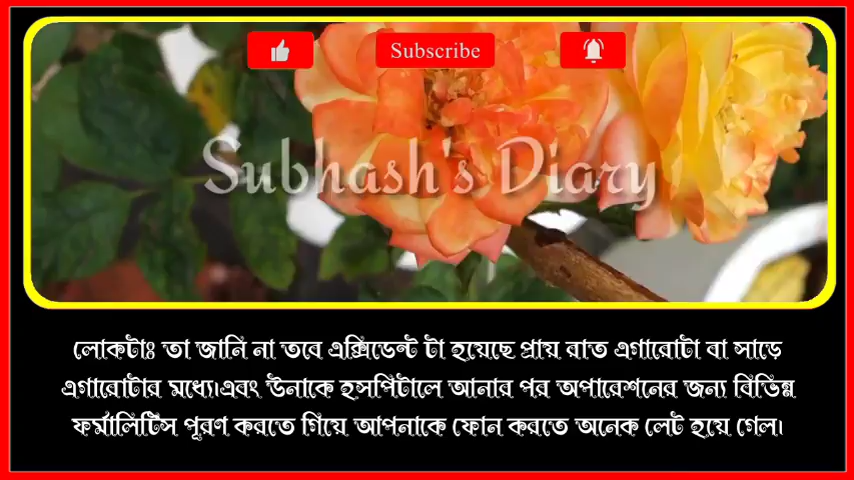 Subscribe
Subhash's Diary
লোকটাঃ তা জানি না তবে এক্সিডেন্ট টা হয়েছে প্রায় রাত এগারোটা বা সাড়ে
এগারোটার মধ্যে।এবং উনাকে হসপিটালে আনার পর অপারেশনের জন্য বিভিন্ন
ফর্মালিটিস পূরণ করতে গিয়ে আপনাকে ফোন করতে অনেক লেট হয়ে গেল।